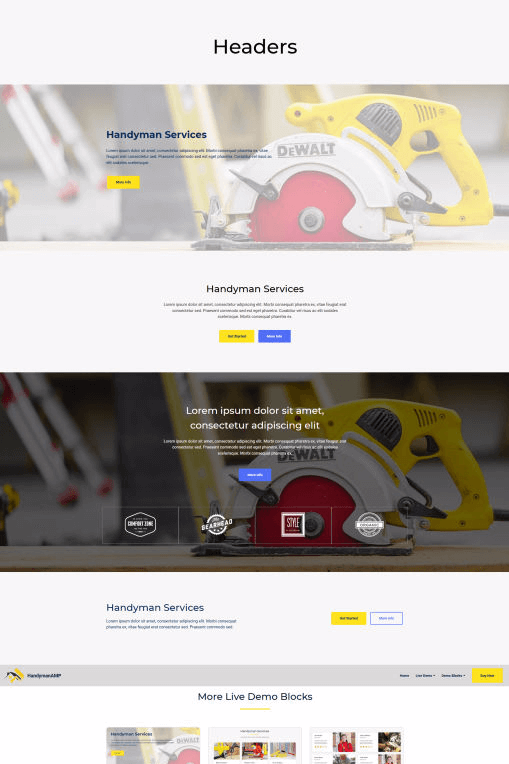 Headers
Handyman Services
Lorem ipsum dolor sit amet, consectetur adipiscing elit. Morbi consequat pharetra ex, vitae
feugiat erat consectetur sed. Praesent commodo sed est eget pharetra. Curabitur vel risus ac
elit sodales scelerisque.
More Info
DEWALT
Handyman Services
Lorem ipsum dolor sit amet, consectetur adipiscing elit. Morbi consequat pharetra ex, vitae feugiat erat
consectetur sed. Praesent commodo sed est eget pharetra. Curabitur vel risus ac elit sodales
scelerisque. Morbi consequat pharetra ex.
Get Started
More Info
Lorem ipsum dolor sit amet,
consectetur adipiscing elit
Lorem ipsum dolor sit amet, consectetur adipiscing elit. Morbi consequat pharetra ex, vitae feugiat erat
consectetur sed. Praesent commodo sed est eget pharetra. Curabitur vel risus ac elit sodales
scelerisque. Morbi consequat pharetra ex.
More Info
DEWALT
COMFORT ZONE
GEARHEAD
STYLE
ORGANIC
Handyman Services
Lorem ipsum dolor sit amet, consectetur adipiscing elit. Morbi consequat
pharetra ex, vitae feugiat erat consectetur sed.
Get Started
More Info
HandymanAMP
Home
Live Demo
Demo Blocks
Buy Now
More Live Demo Blocks
Handyman Services
Handyman Services